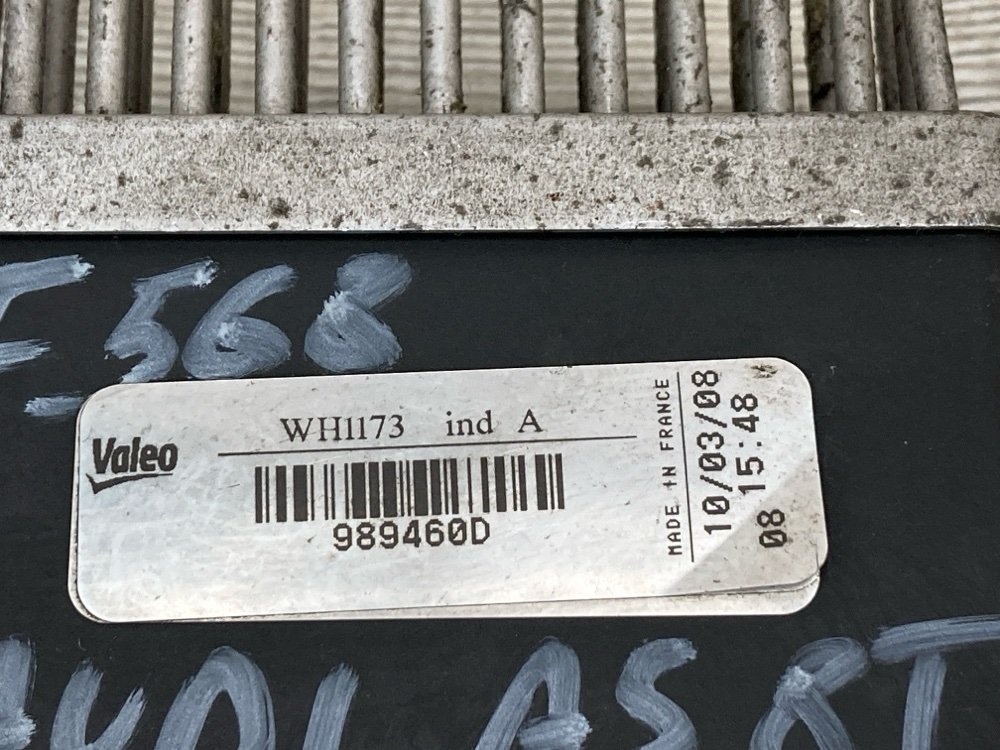 568
Valeo
WH1173 ind A
989460D
MADE IN FRANCE
10/03/08
08 15:48